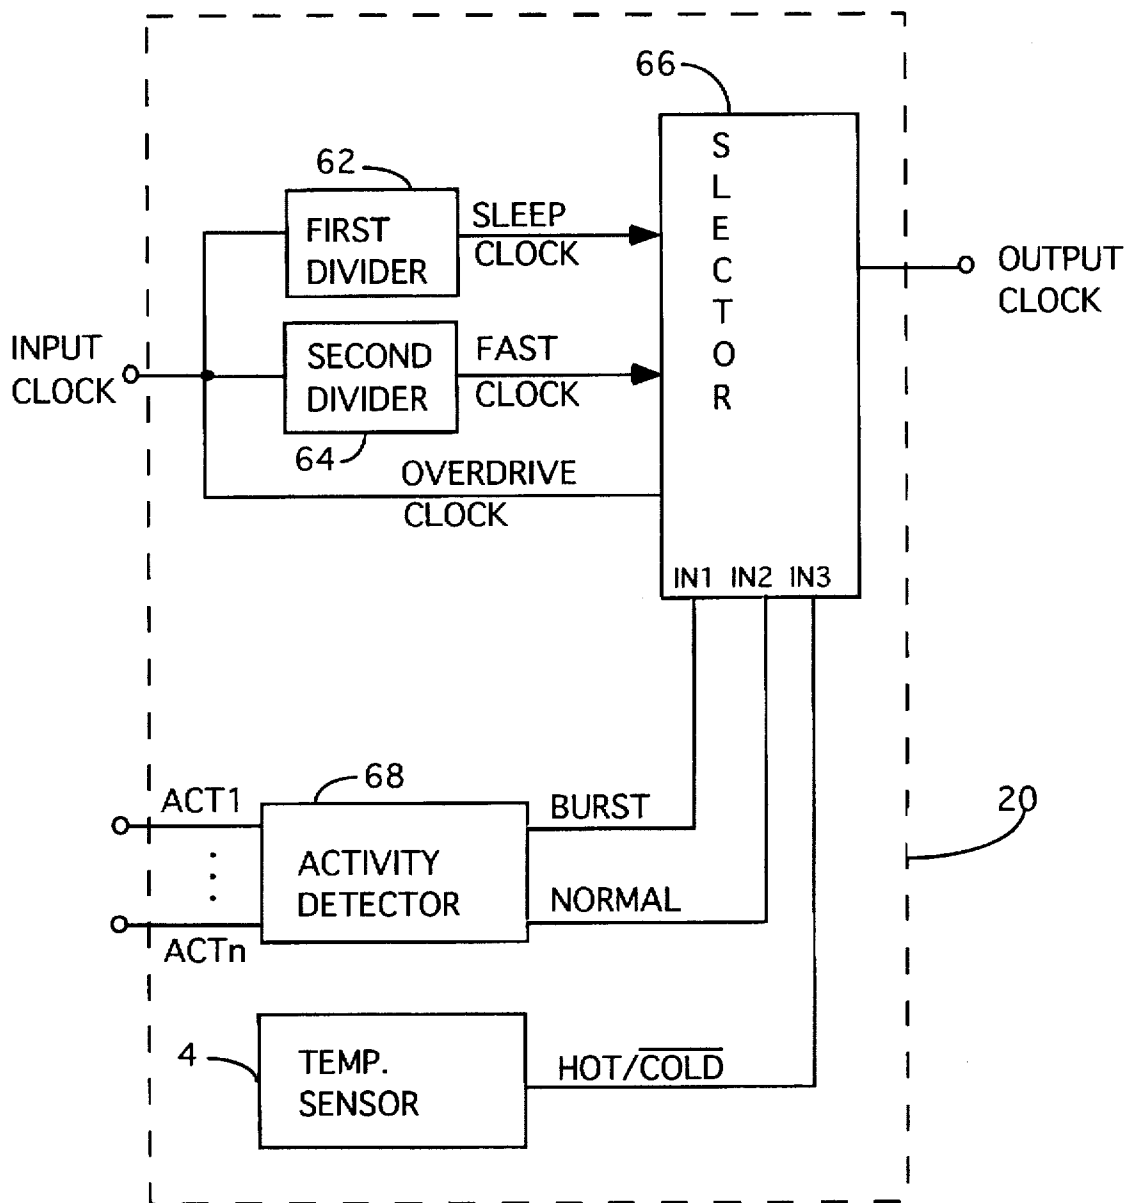 66
S
L
E
C
T
O
R
62
FIRST
DIVIDER
SLEEP
CLOCK
OUTPUT
CLOCK
INPUT
CLOCK
SECOND
DIVIDER
FAST
CLOCK
64
OVERDRIVE
CLOCK
IN1 IN2 IN3
68
ACT1
BURST
20
ACTIVITY
DETECTOR
NORMAL
ACTn
4
TEMP.
SENSOR
HOT/C̅O̅L̅D̅